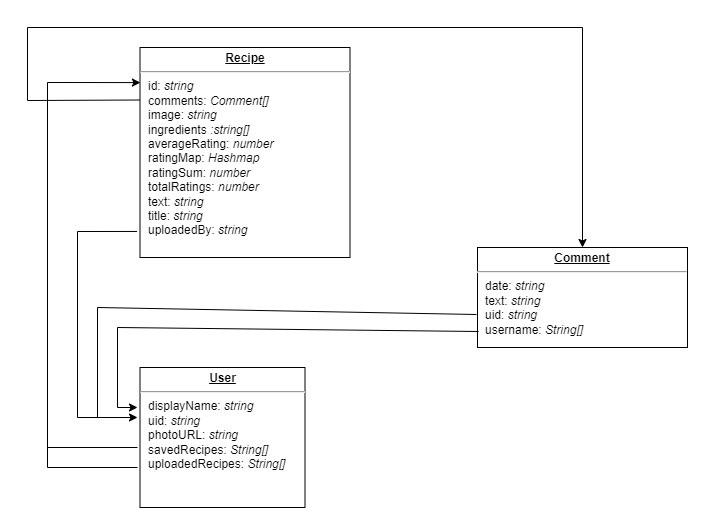 Recipe
id: string
comments: Comment[]
image: string
ingredients :string[]
averageRating: number
ratingMap: Hashmap
ratingSum: number
totalRatings: number
text: string
title: string
uploadedBy: string
Comment
date: string
text: string
uid: string
username: String[]
User
displayName: string
uid: string
photoURL: string
savedRecipes: String[]
uploadedRecipes: String[]